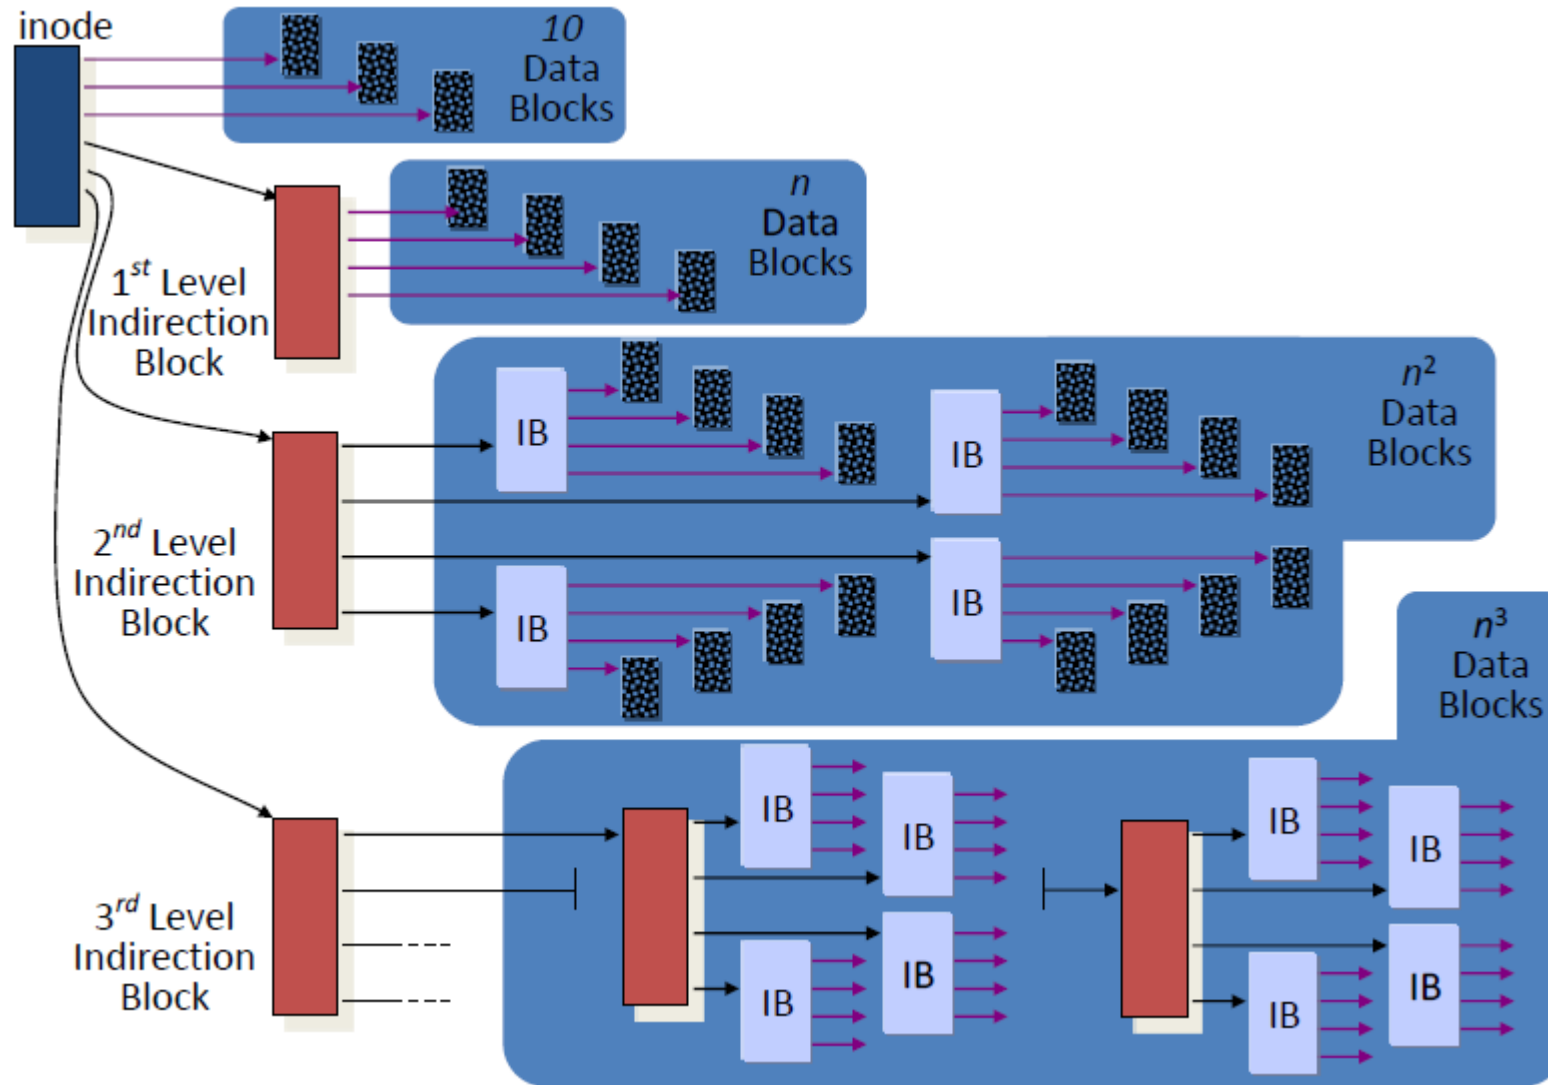 inode
10
Data
Blocks
n
Data
Blocks
1st Level
Indirection
Block
n²
Data
Blocks
IB
IB
2nd Level
Indirection
Block
IB
IB
n³
Data
Blocks
IB
IB
IB
IB
3rd Level
Indirection
Block
IB
IB
IB
IB